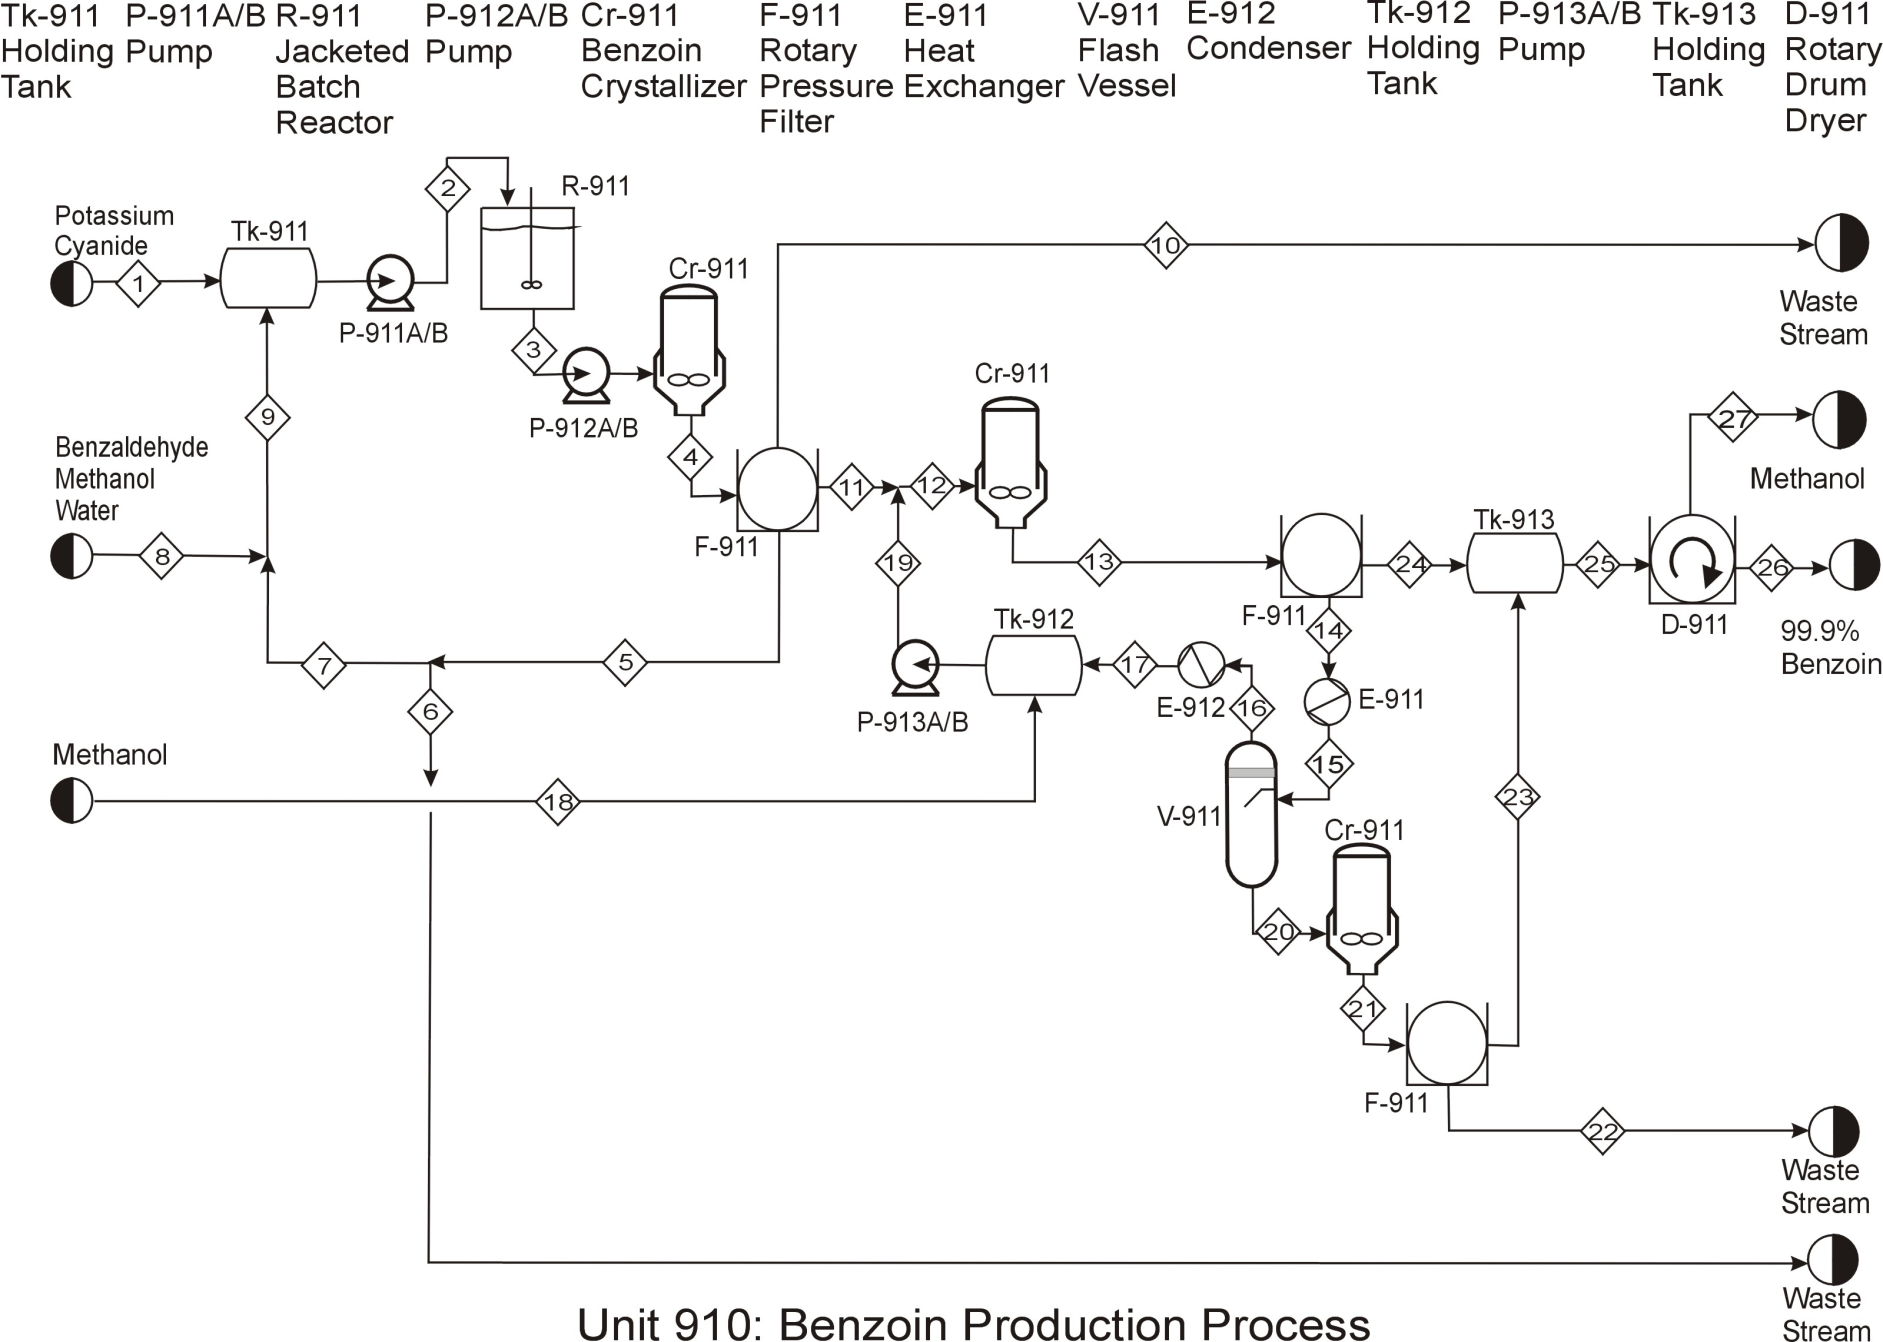 Tk-911
Holding
Tank
P-911A/B
Pump
R-911
Jacketed
Batch
Reactor
P-912A/B
Pump
Cr-911
Benzoin
Crystallizer
F-911
Rotary
Pressure
Filter
E-911
Heat
Exchanger
V-911
Flash
Vessel
E-912
Condenser
Tk-912
Holding
Tank
P-913A/B
Pump
Tk-913
Holding
Tank
D-911
Rotary
Drum
Dryer
2
R-911
Potassium
Cyanide
Tk-911
1
P-911A/B
10
Waste
Stream
Cr-911
3
P-912A/B
4
Cr-911
9
27
Methanol
Benzaldehyde
Methanol
Water
8
11
12
F-911
19
13
Tk-913
24
25
26
F-911
14
D-911
99.9%
Benzoin
7
5
6
Tk-912
17
P-913A/B
E-912
16
E-911
15
Methanol
18
V-911
23
Cr-911
20
21
F-911
22
Waste
Stream
Waste
Stream
Unit 910: Benzoin Production Process